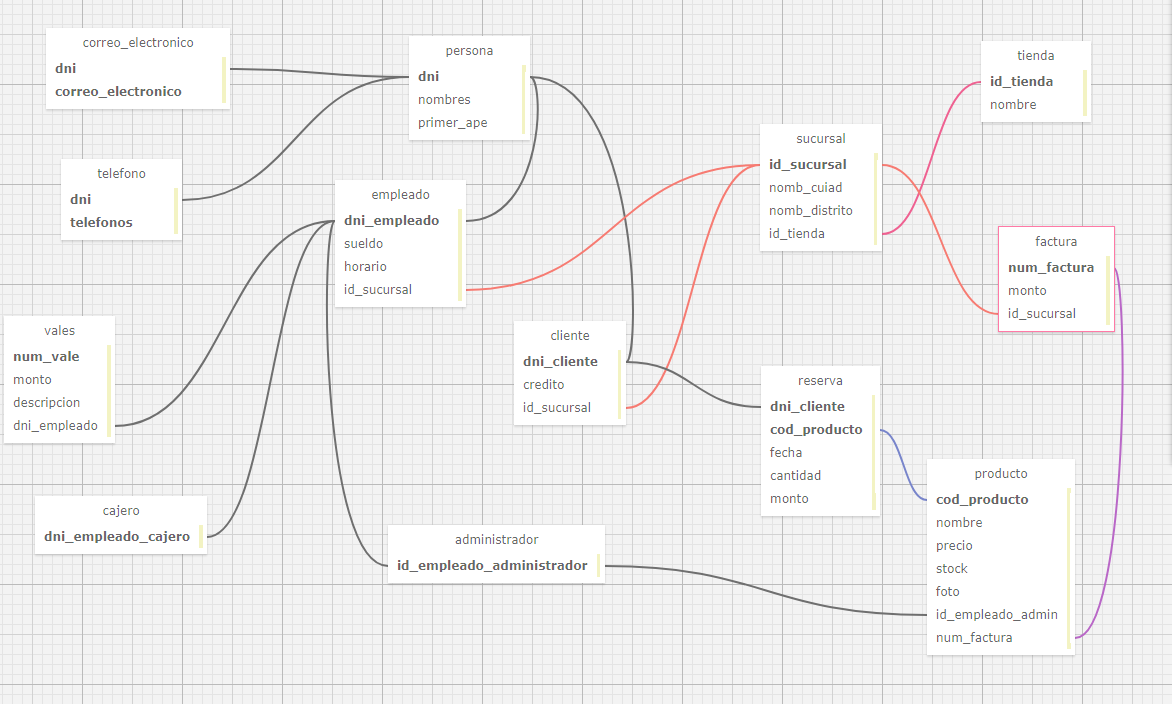 correo_electronico
dni
correo_electronico
persona
dni
nombres
primer_ape
tienda
id_tienda
nombre
telefono
dni
telefonos
empleado
dni_empleado
sueldo
horario
id_sucursal
sucursal
id_sucursal
nomb_cuiad
nomb_distrito
id_tienda
factura
num_factura
monto
id_sucursal
vales
num_vale
monto
descripcion
dni_empleado
cliente
dni_cliente
credito
id_sucursal
reserva
dni_cliente
cod_producto
fecha
cantidad
monto
cajero
dni_empleado_cajero
administrador
id_empleado_administrador
producto
cod_producto
nombre
precio
stock
foto
id_empleado_admin
num_factura